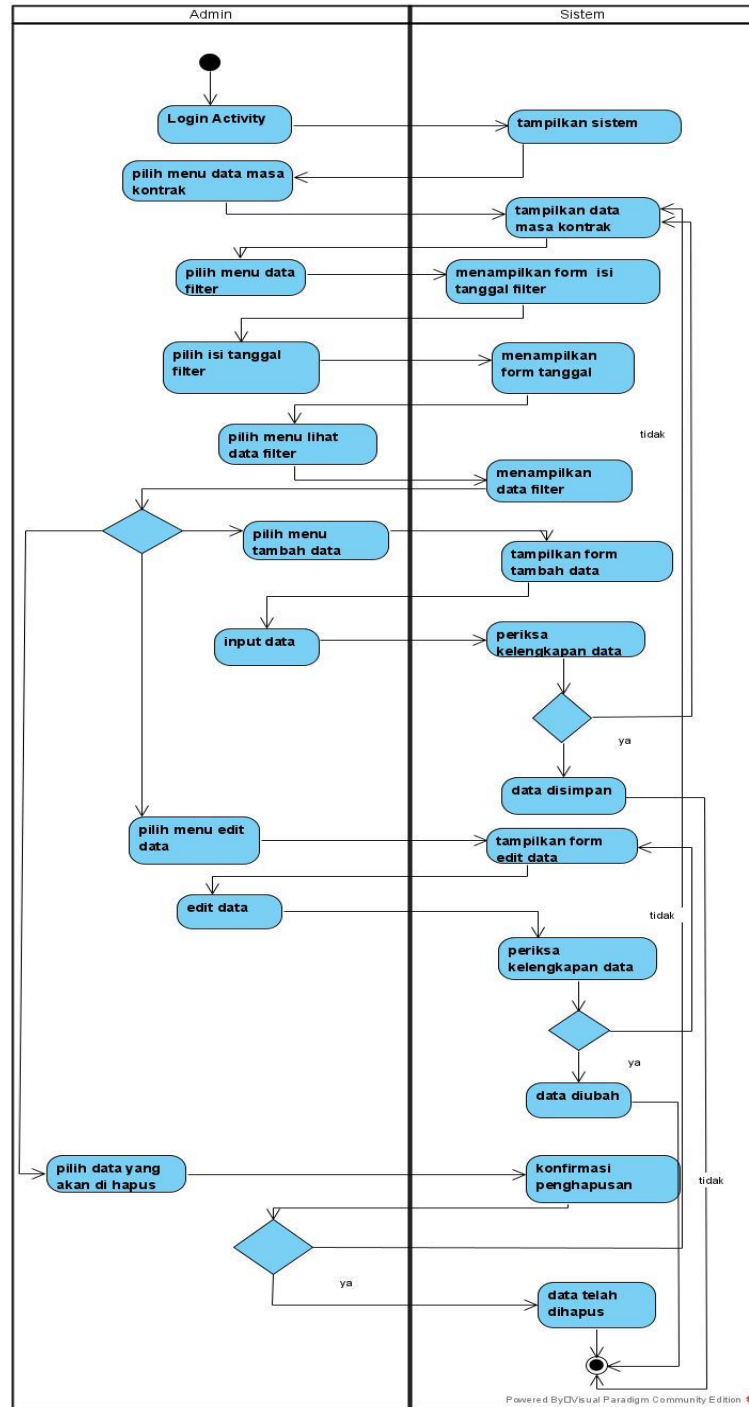 Admin
Sistem
Login Activity
tampilkan sistem
pilih menu data masa
kontrak
tampilkan data
masa kontrak
pilih menu data
filter
menampilkan form isi
tanggal filter
pilih isi tanggal
filter
menampilkan
form tanggal
pilih menu lihat
data filter
tidak
menampilkan
data filter
pilih menu
tambah data
tampilkan form
tambah data
input data
periksa
kelengkapan data
ya
data disimpan
pilih menu edit
data
tampilkan form
edit data
edit data
tidak
periksa
kelengkapan data
ya
data diubah
pilih data yang
akan di hapus
konfirmasi
penghapusan
tidak
ya
data telah
dihapus
Powered By□Visual Paradigm Community Edition